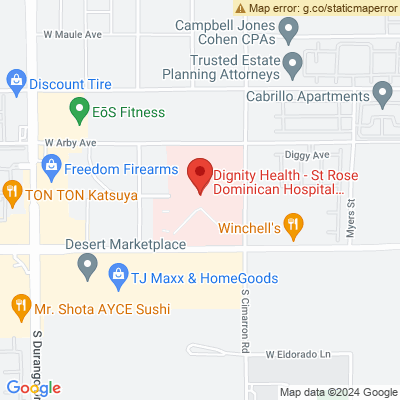 Map error: g.co/staticmaperror
W Maule Ave
Campbell Jones
Cohen CPAs
Trusted Estate
Planning Attorneys
Discount Tire
Cabrillo Apartments
EōS Fitness
W Arby Ave
Diggy Ave
Freedom Firearms
Dignity Health - St Rose
Dominican Hospital...
TON TON Katsuya
Myers St
Winchell's
Desert Marketplace
TJ Maxx & HomeGoods
Mr. Shota AYCE Sushi
S Cimarron Rd
S Durango
W Eldorado Ln
Google
Map data ©2024 Google